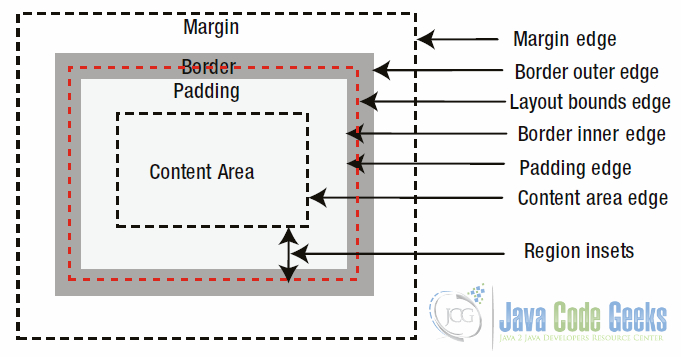 Margin
Margin edge
Border
Border outer edge
Padding
Layout bounds edge
Border inner edge
Content Area
Padding edge
Content area edge
Region insets
JCG
Java Code Geeks
JAVA 2 JAVA DEVELOPERS RESOURCE CENTER